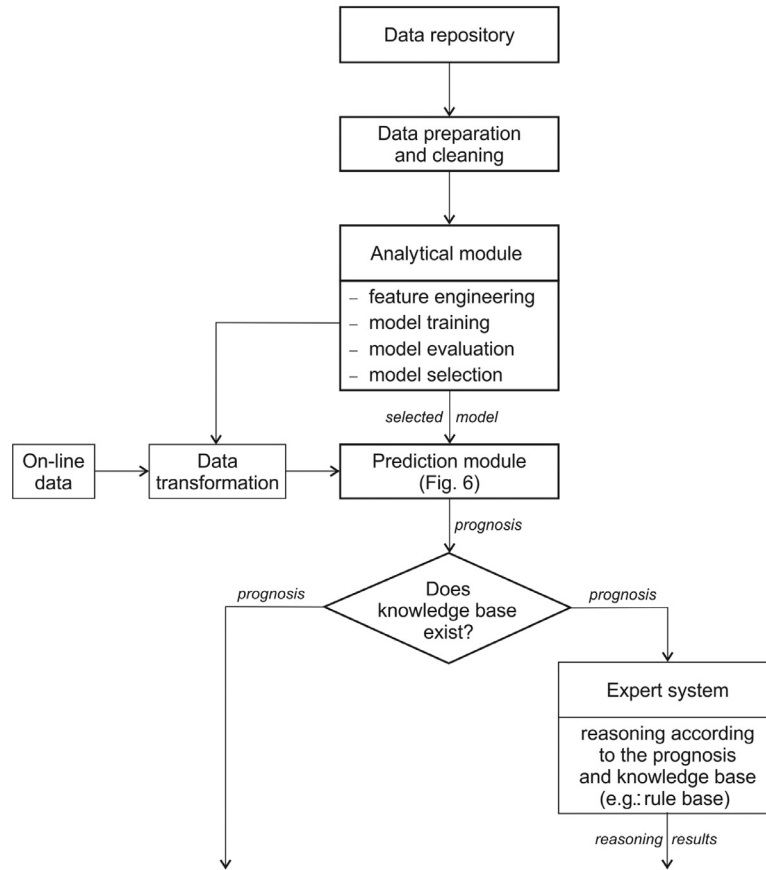 Data repository
Data preparation
and cleaning
Analytical module
– feature engineering
– model training
– model evaluation
– model selection
selected model
On-line
data
Data
transformation
Prediction module
(Fig. 6)
prognosis
Does
knowledge base
exist?
prognosis
prognosis
Expert system
reasoning according
to the prognosis
and knowledge base
(e.g.: rule base)
reasoning results